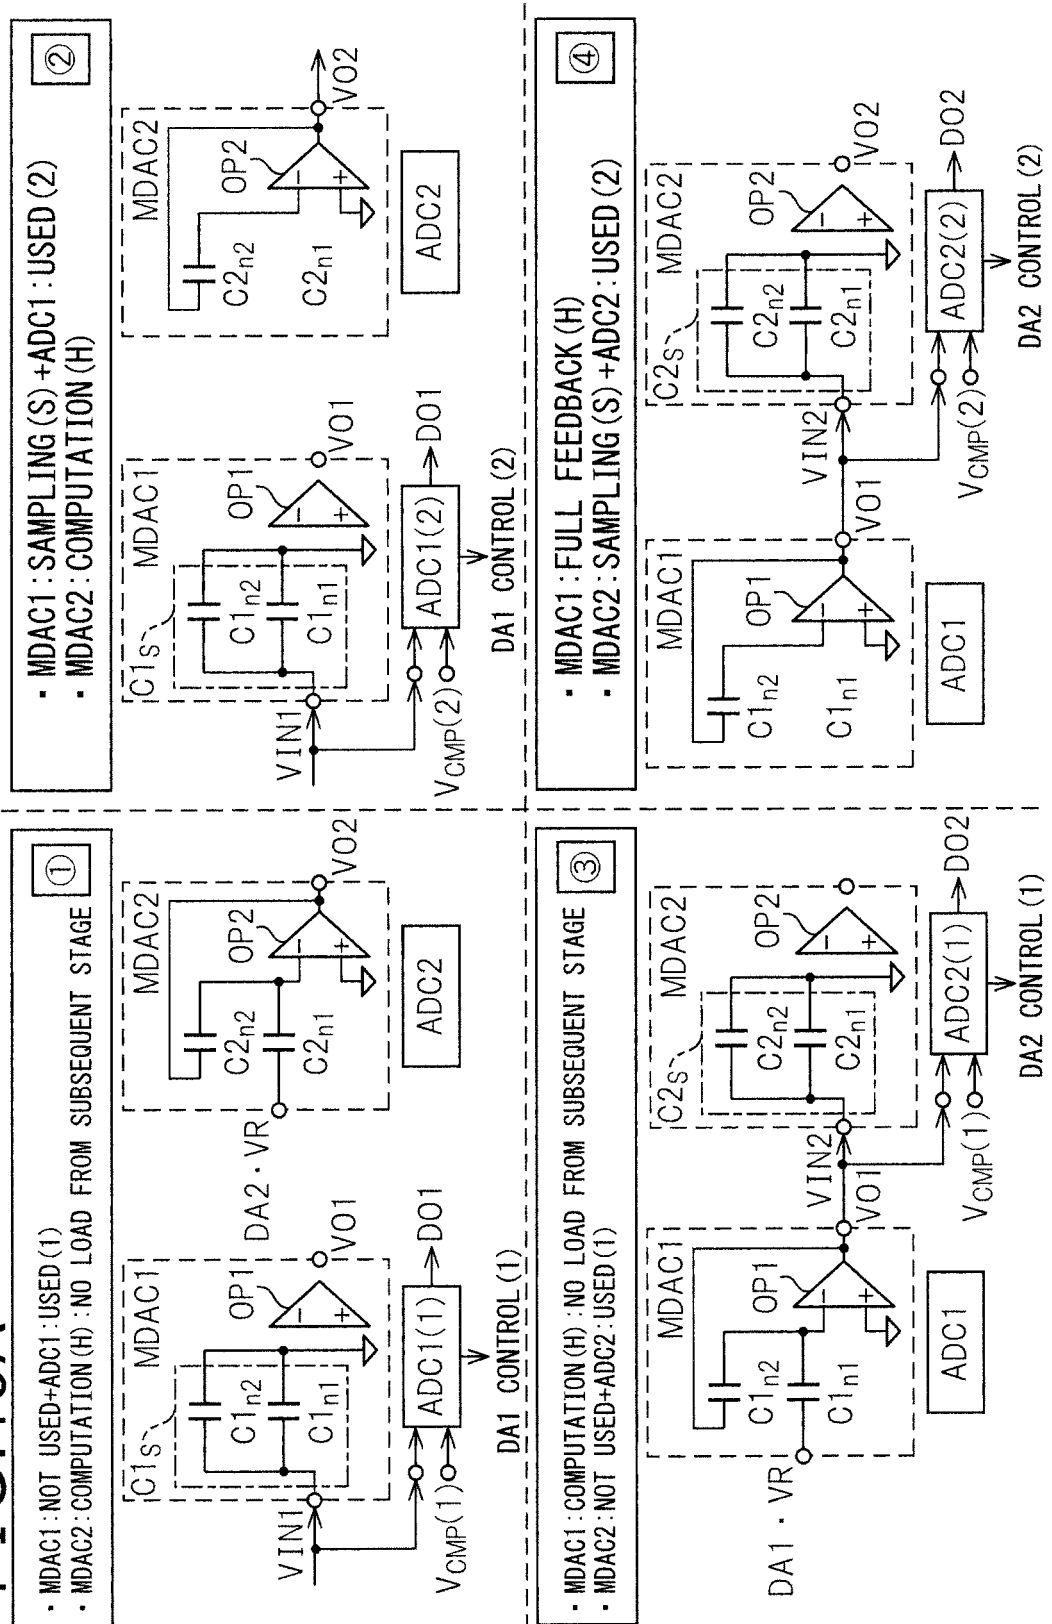 · MDAC1:NOT USED+ADC1:USED(1)
· MDAC2:COMPUTATION(H):NO LOAD FROM SUBSEQUENT STAGE
①
MDAC1
C1S
C1n2
C1n1
OP1
−
+
VIN1
VO1
ADC1(1)
DO1
VCMP(1)
DA1 CONTROL(1)
DA2·VR
MDAC2
C2n2
C2n1
OP2
−
+
VO2
ADC2
· MDAC1:SAMPLING(S)+ADC1:USED(2)
· MDAC2:COMPUTATION(H)
②
MDAC1
C1S
C1n2
C1n1
OP1
−
+
VIN1
VO1
ADC1(2)
DO1
VCMP(2)
DA1 CONTROL(2)
MDAC2
C2n2
C2n1
OP2
−
+
VO2
ADC2
· MDAC1:COMPUTATION(H):NO LOAD FROM SUBSEQUENT STAGE
· MDAC2:NOT USED+ADC2:USED(1)
③
DA1·VR
MDAC1
C1n2
C1n1
OP1
−
+
VO1
ADC1
VIN2
MDAC2
C2S
C2n2
C2n1
OP2
−
+
ADC2(1)
DO2
VCMP(1)
DA2 CONTROL(1)
· MDAC1:FULL FEEDBACK(H)
· MDAC2:SAMPLING(S)+ADC2:USED(2)
④
MDAC1
C1n2
C1n1
OP1
−
+
VO1
ADC1
VIN2
MDAC2
C2S
C2n2
C2n1
OP2
−
+
VO2
ADC2(2)
DO2
VCMP(2)
DA2 CONTROL(2)